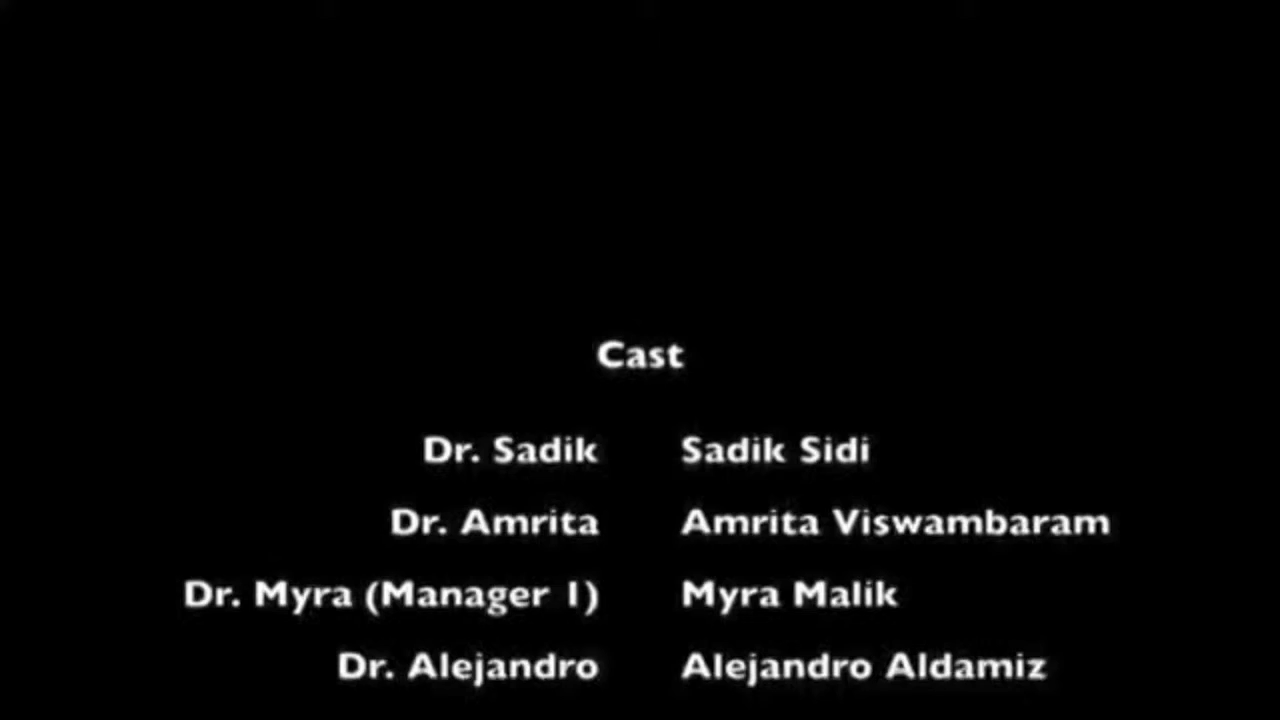 Cast
Dr. Sadik Sadik Sidi
Dr. Amrita Amrita Viswambaram
Dr. Myra (Manager 1) Myra Malik
Dr. Alejandro Alejandro Aldamiz